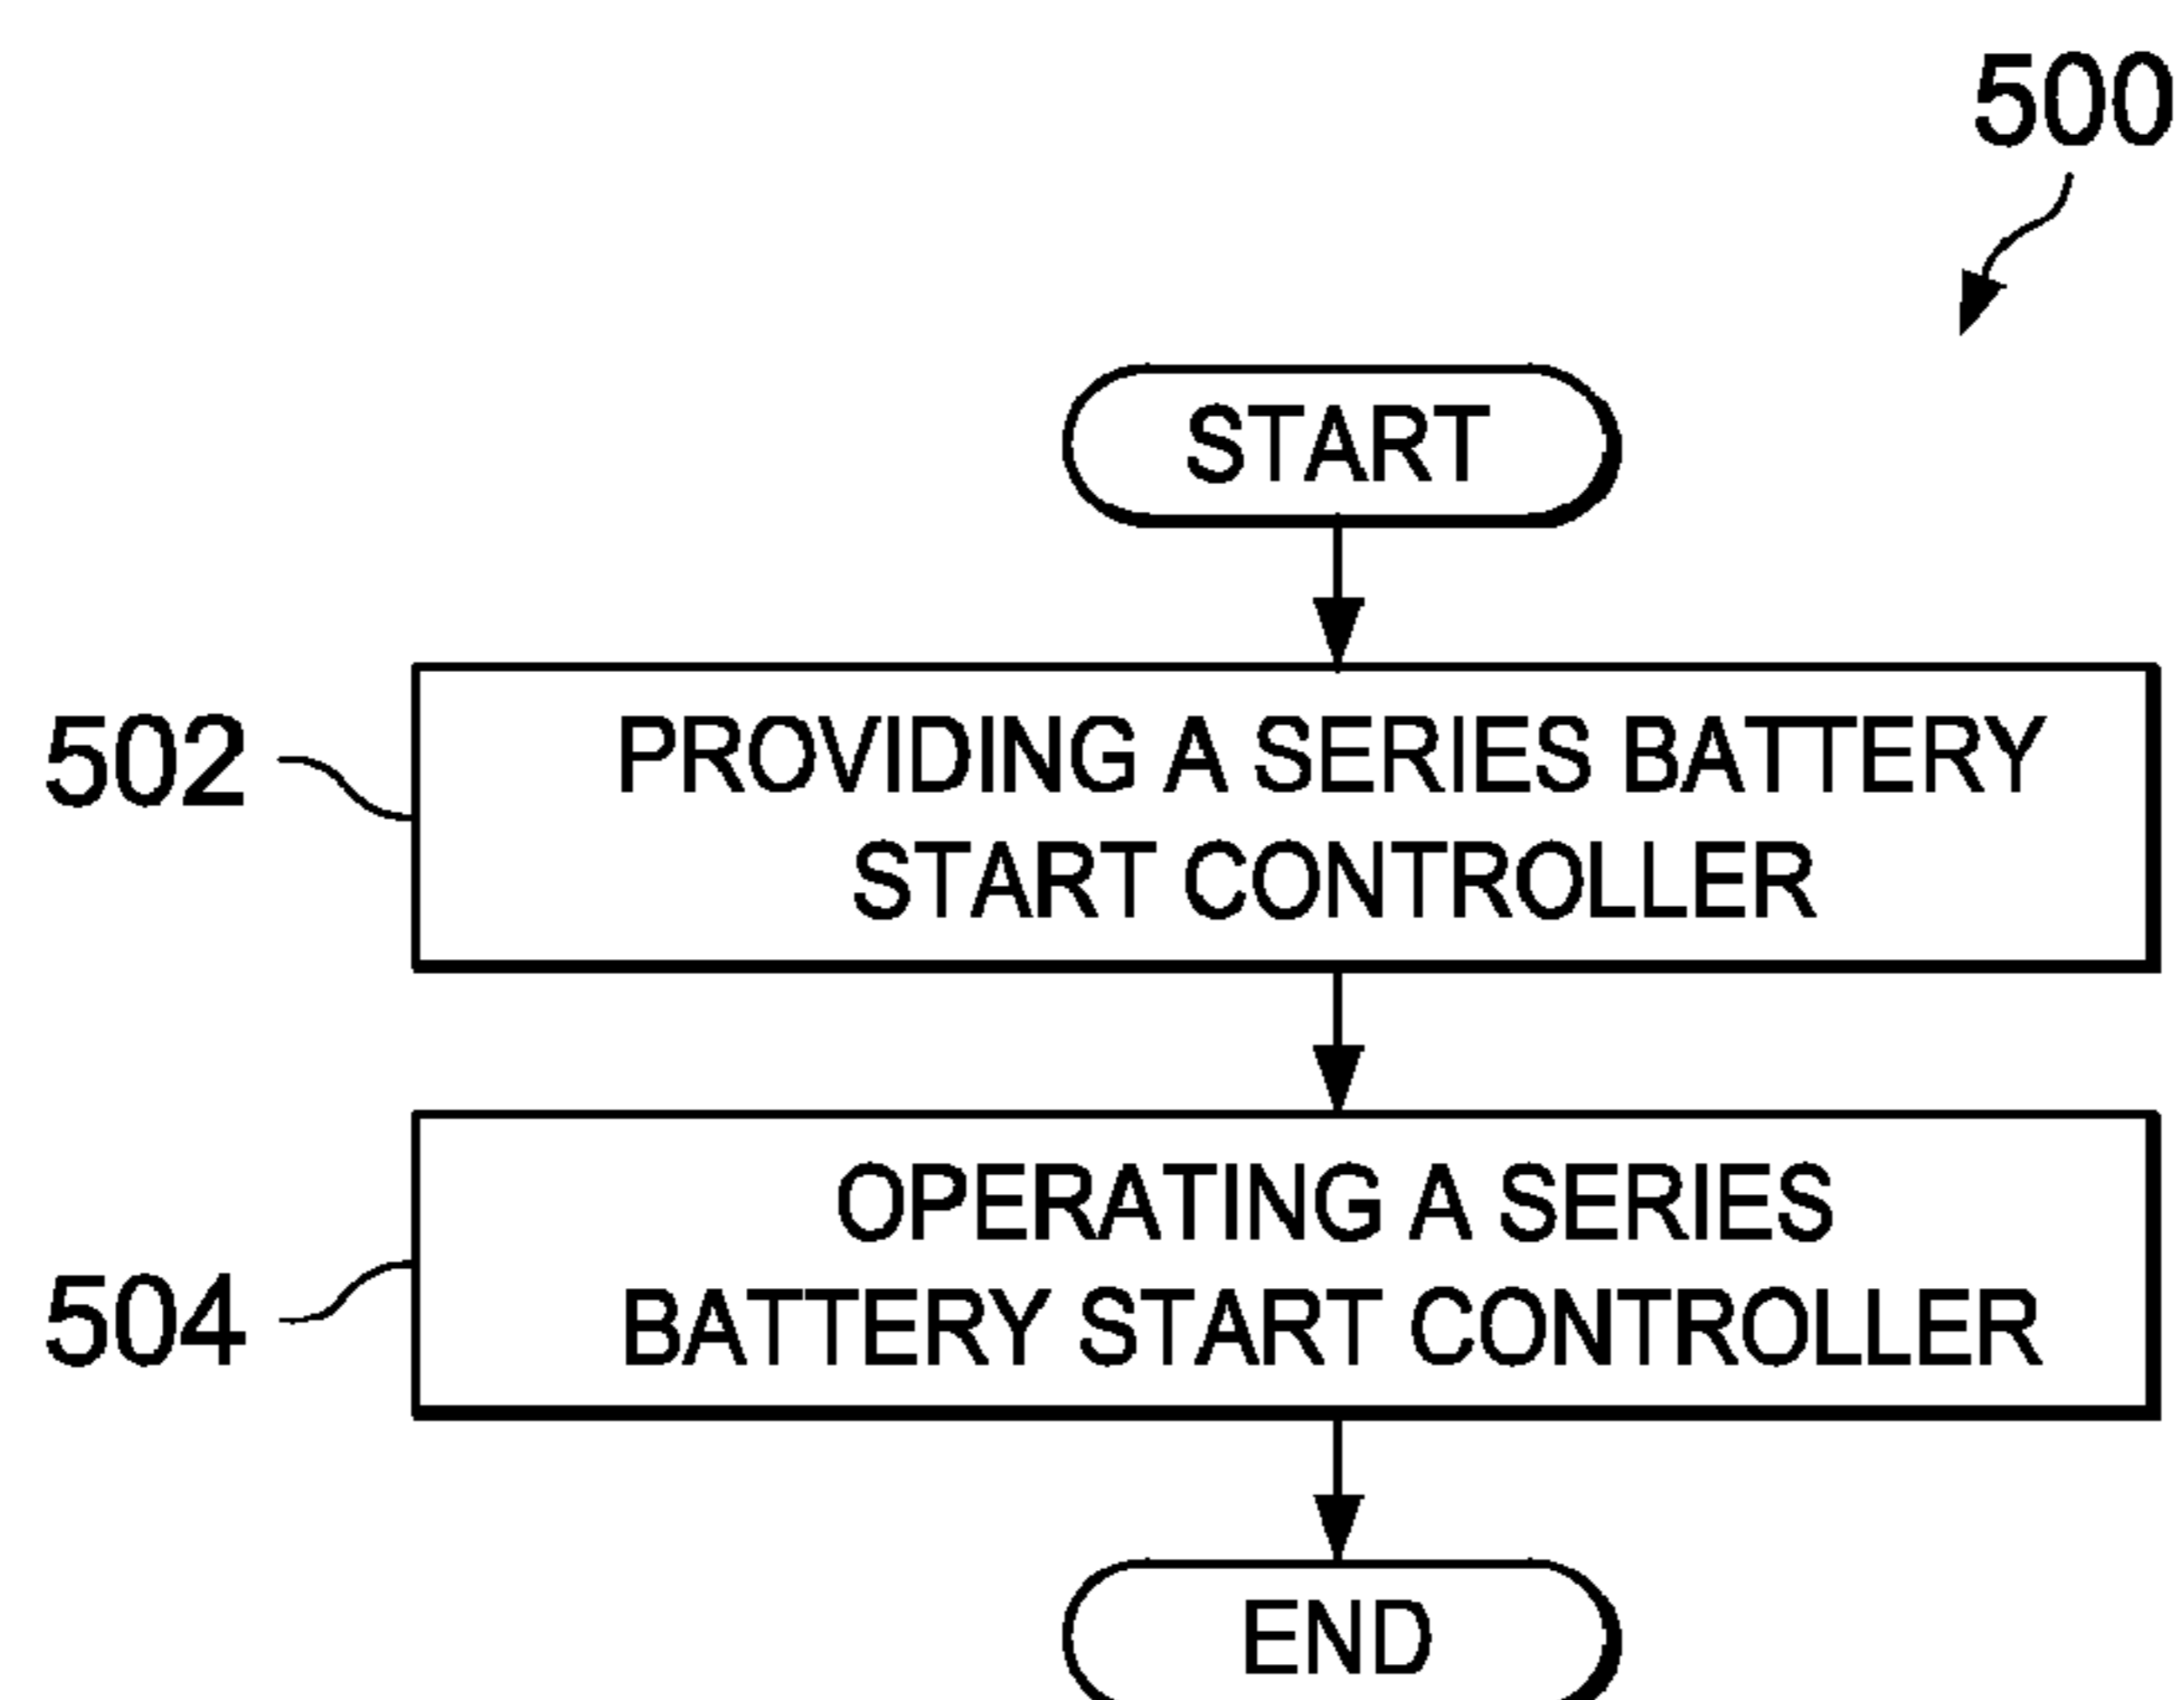 500
START
502
PROVIDING A SERIES BATTERY
START CONTROLLER
504
OPERATING A SERIES
BATTERY START CONTROLLER
END